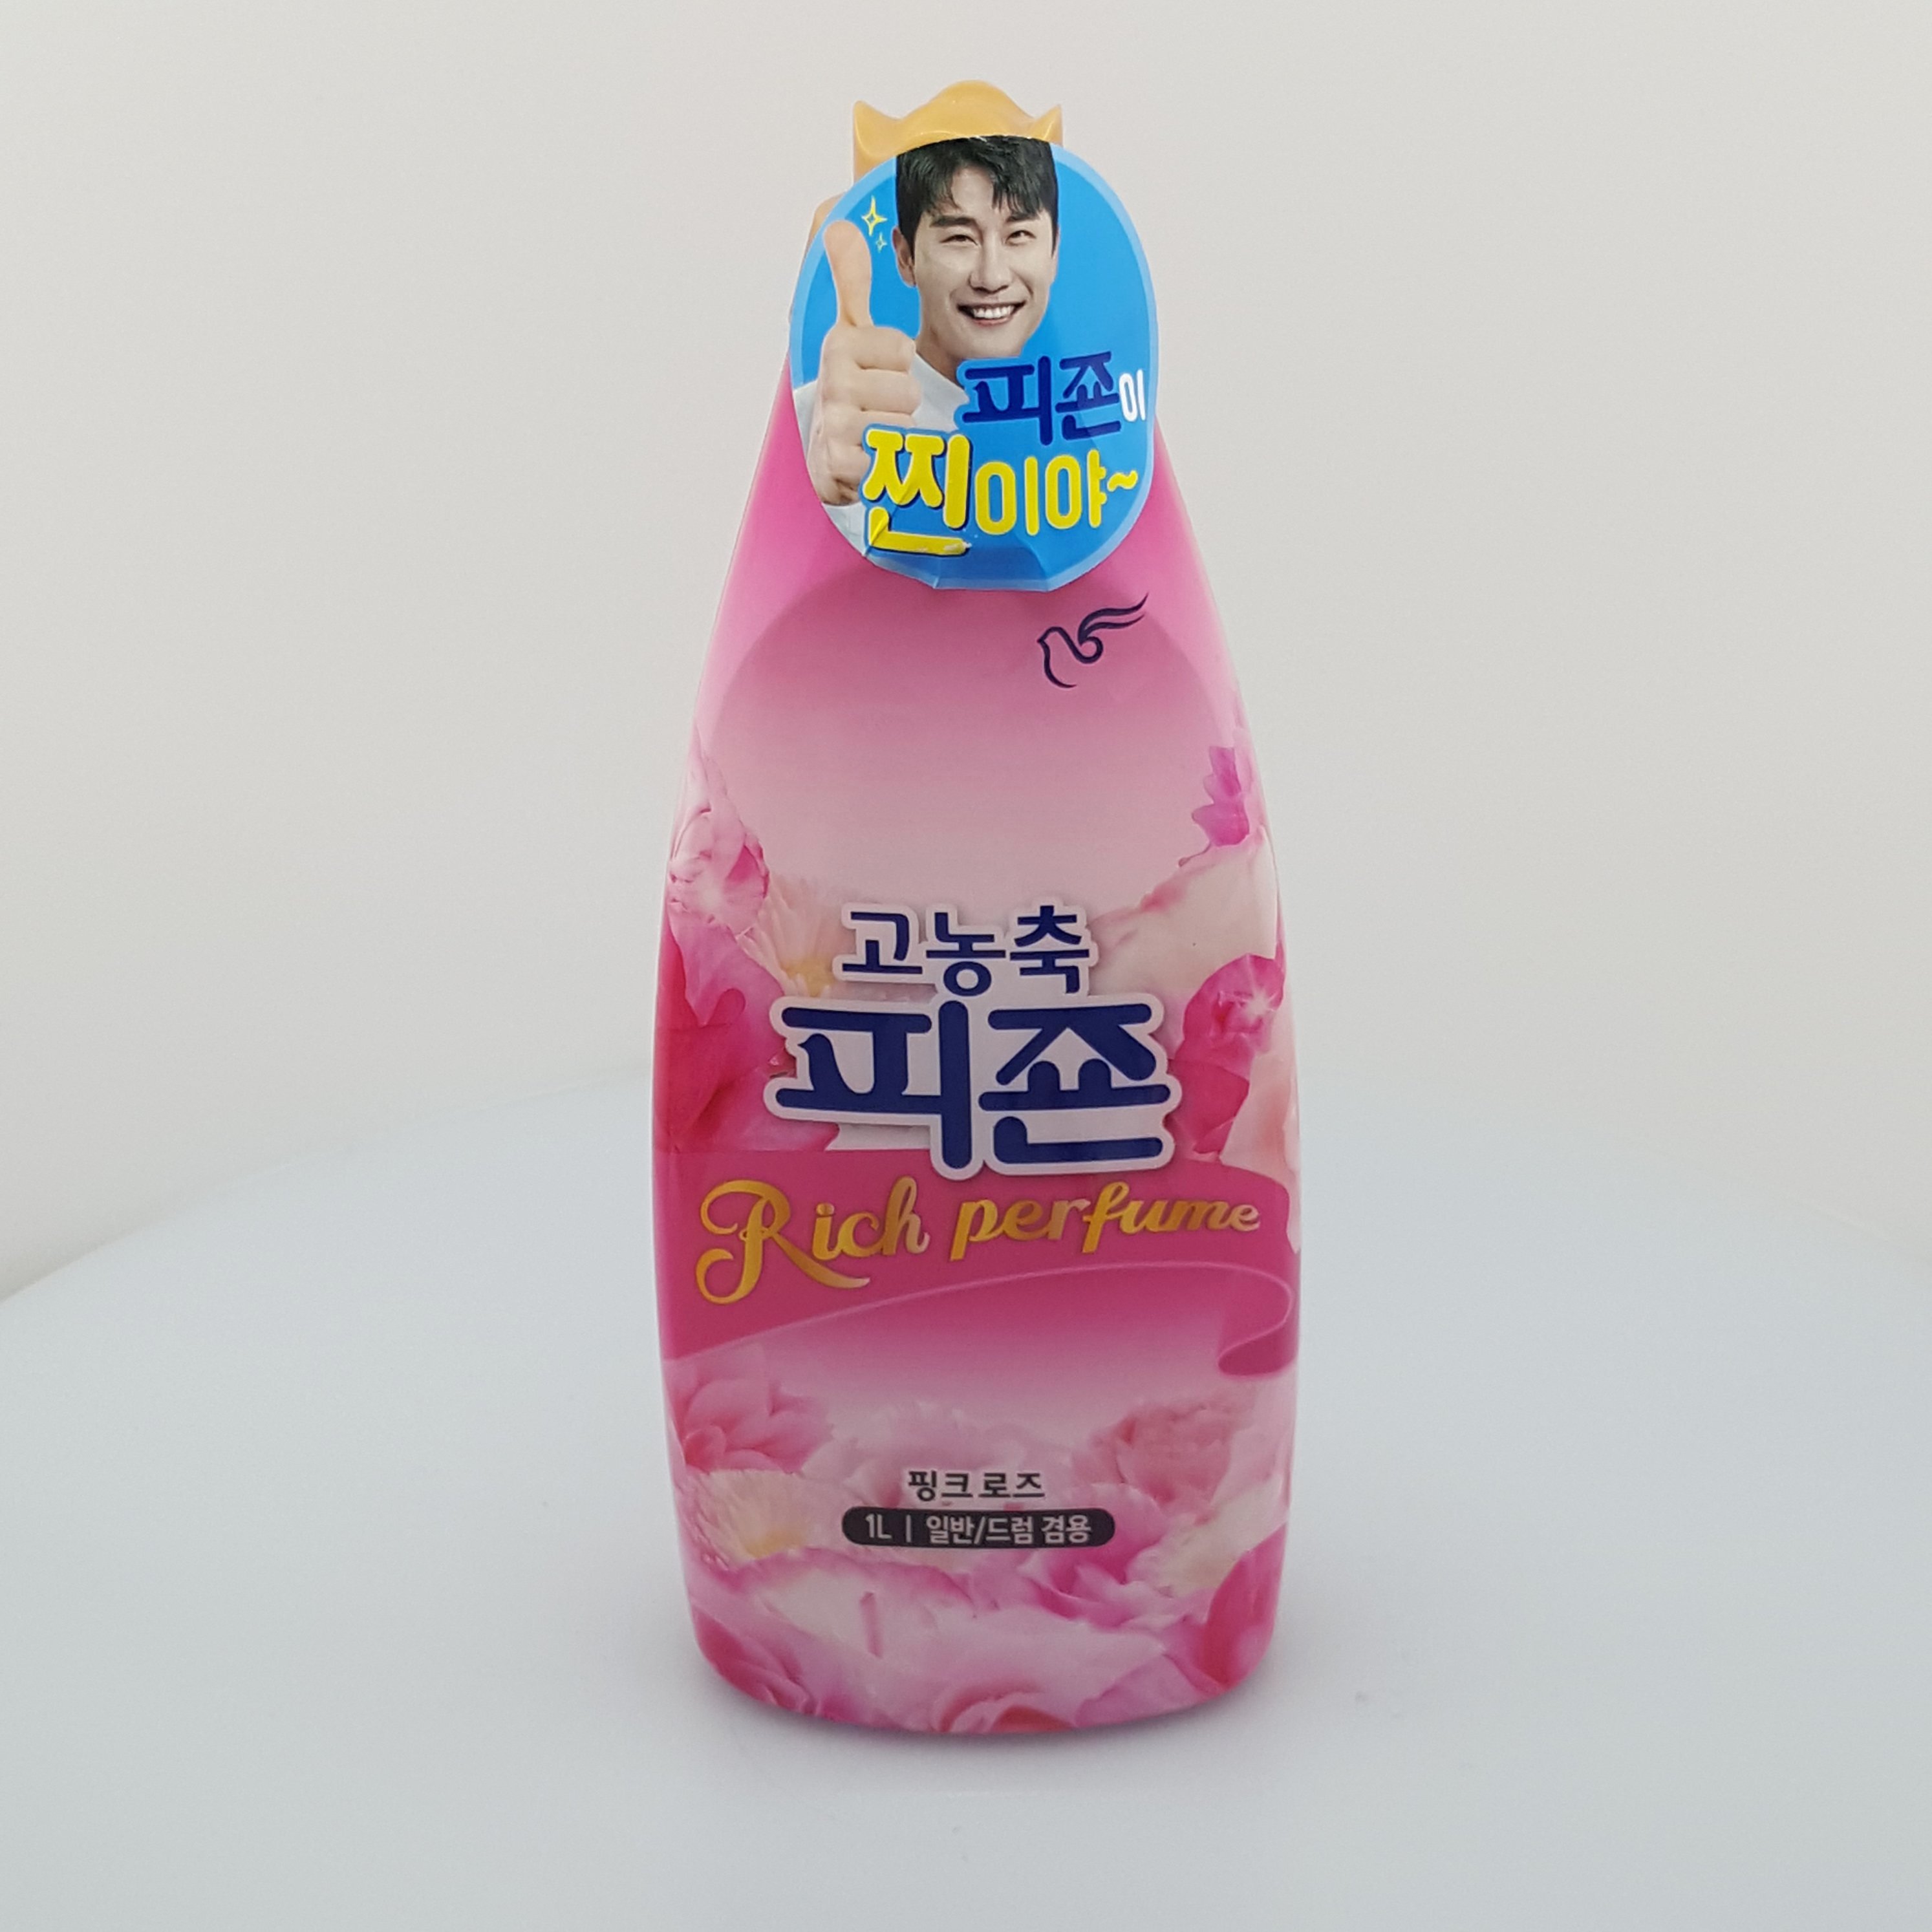 피죤이
찐이야~
고농축
피죤
Rich perfume
핑크로즈
1L | 일반/드럼 겸용